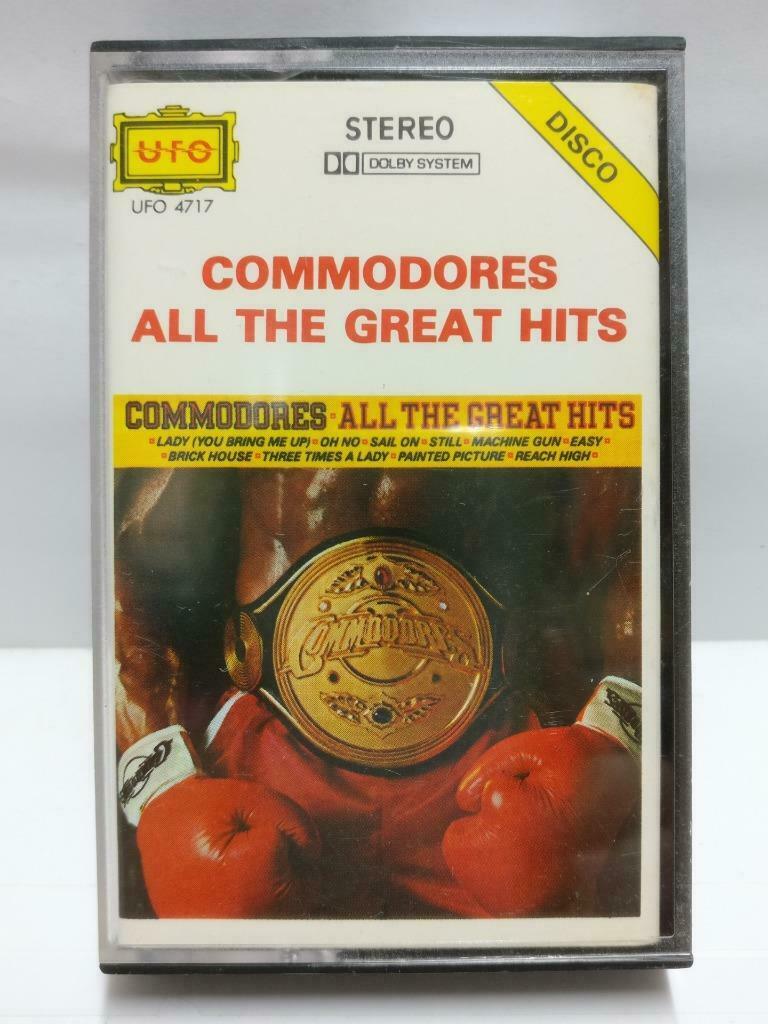 UFO
UFO 4717
STEREO
DOLBY SYSTEM
DISCO
COMMODORES
ALL THE GREAT HITS
COMMODORES ▫ ALL THE GREAT HITS
▫ LADY (YOU BRING ME UP) ▫ OH NO ▫ SAIL ON ▫ STILL ▫ MACHINE GUN ▫ EASY ▫
▫ BRICK HOUSE ▫ THREE TIMES A LADY ▫ PAINTED PICTURE ▫ REACH HIGH ▫
COMMODORES